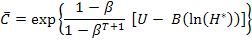 C̄ = exp{ (1 − β) / (1 − β^(T+1)) [U − B(ln(H*))] }